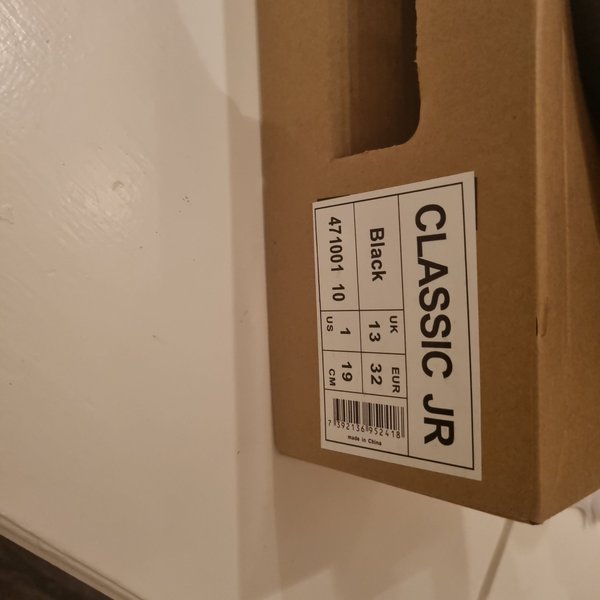 CLASSIC JR
Black
UK
13
EUR
32
471001 10
1
US
19
CM
7 392136 952418
made in China